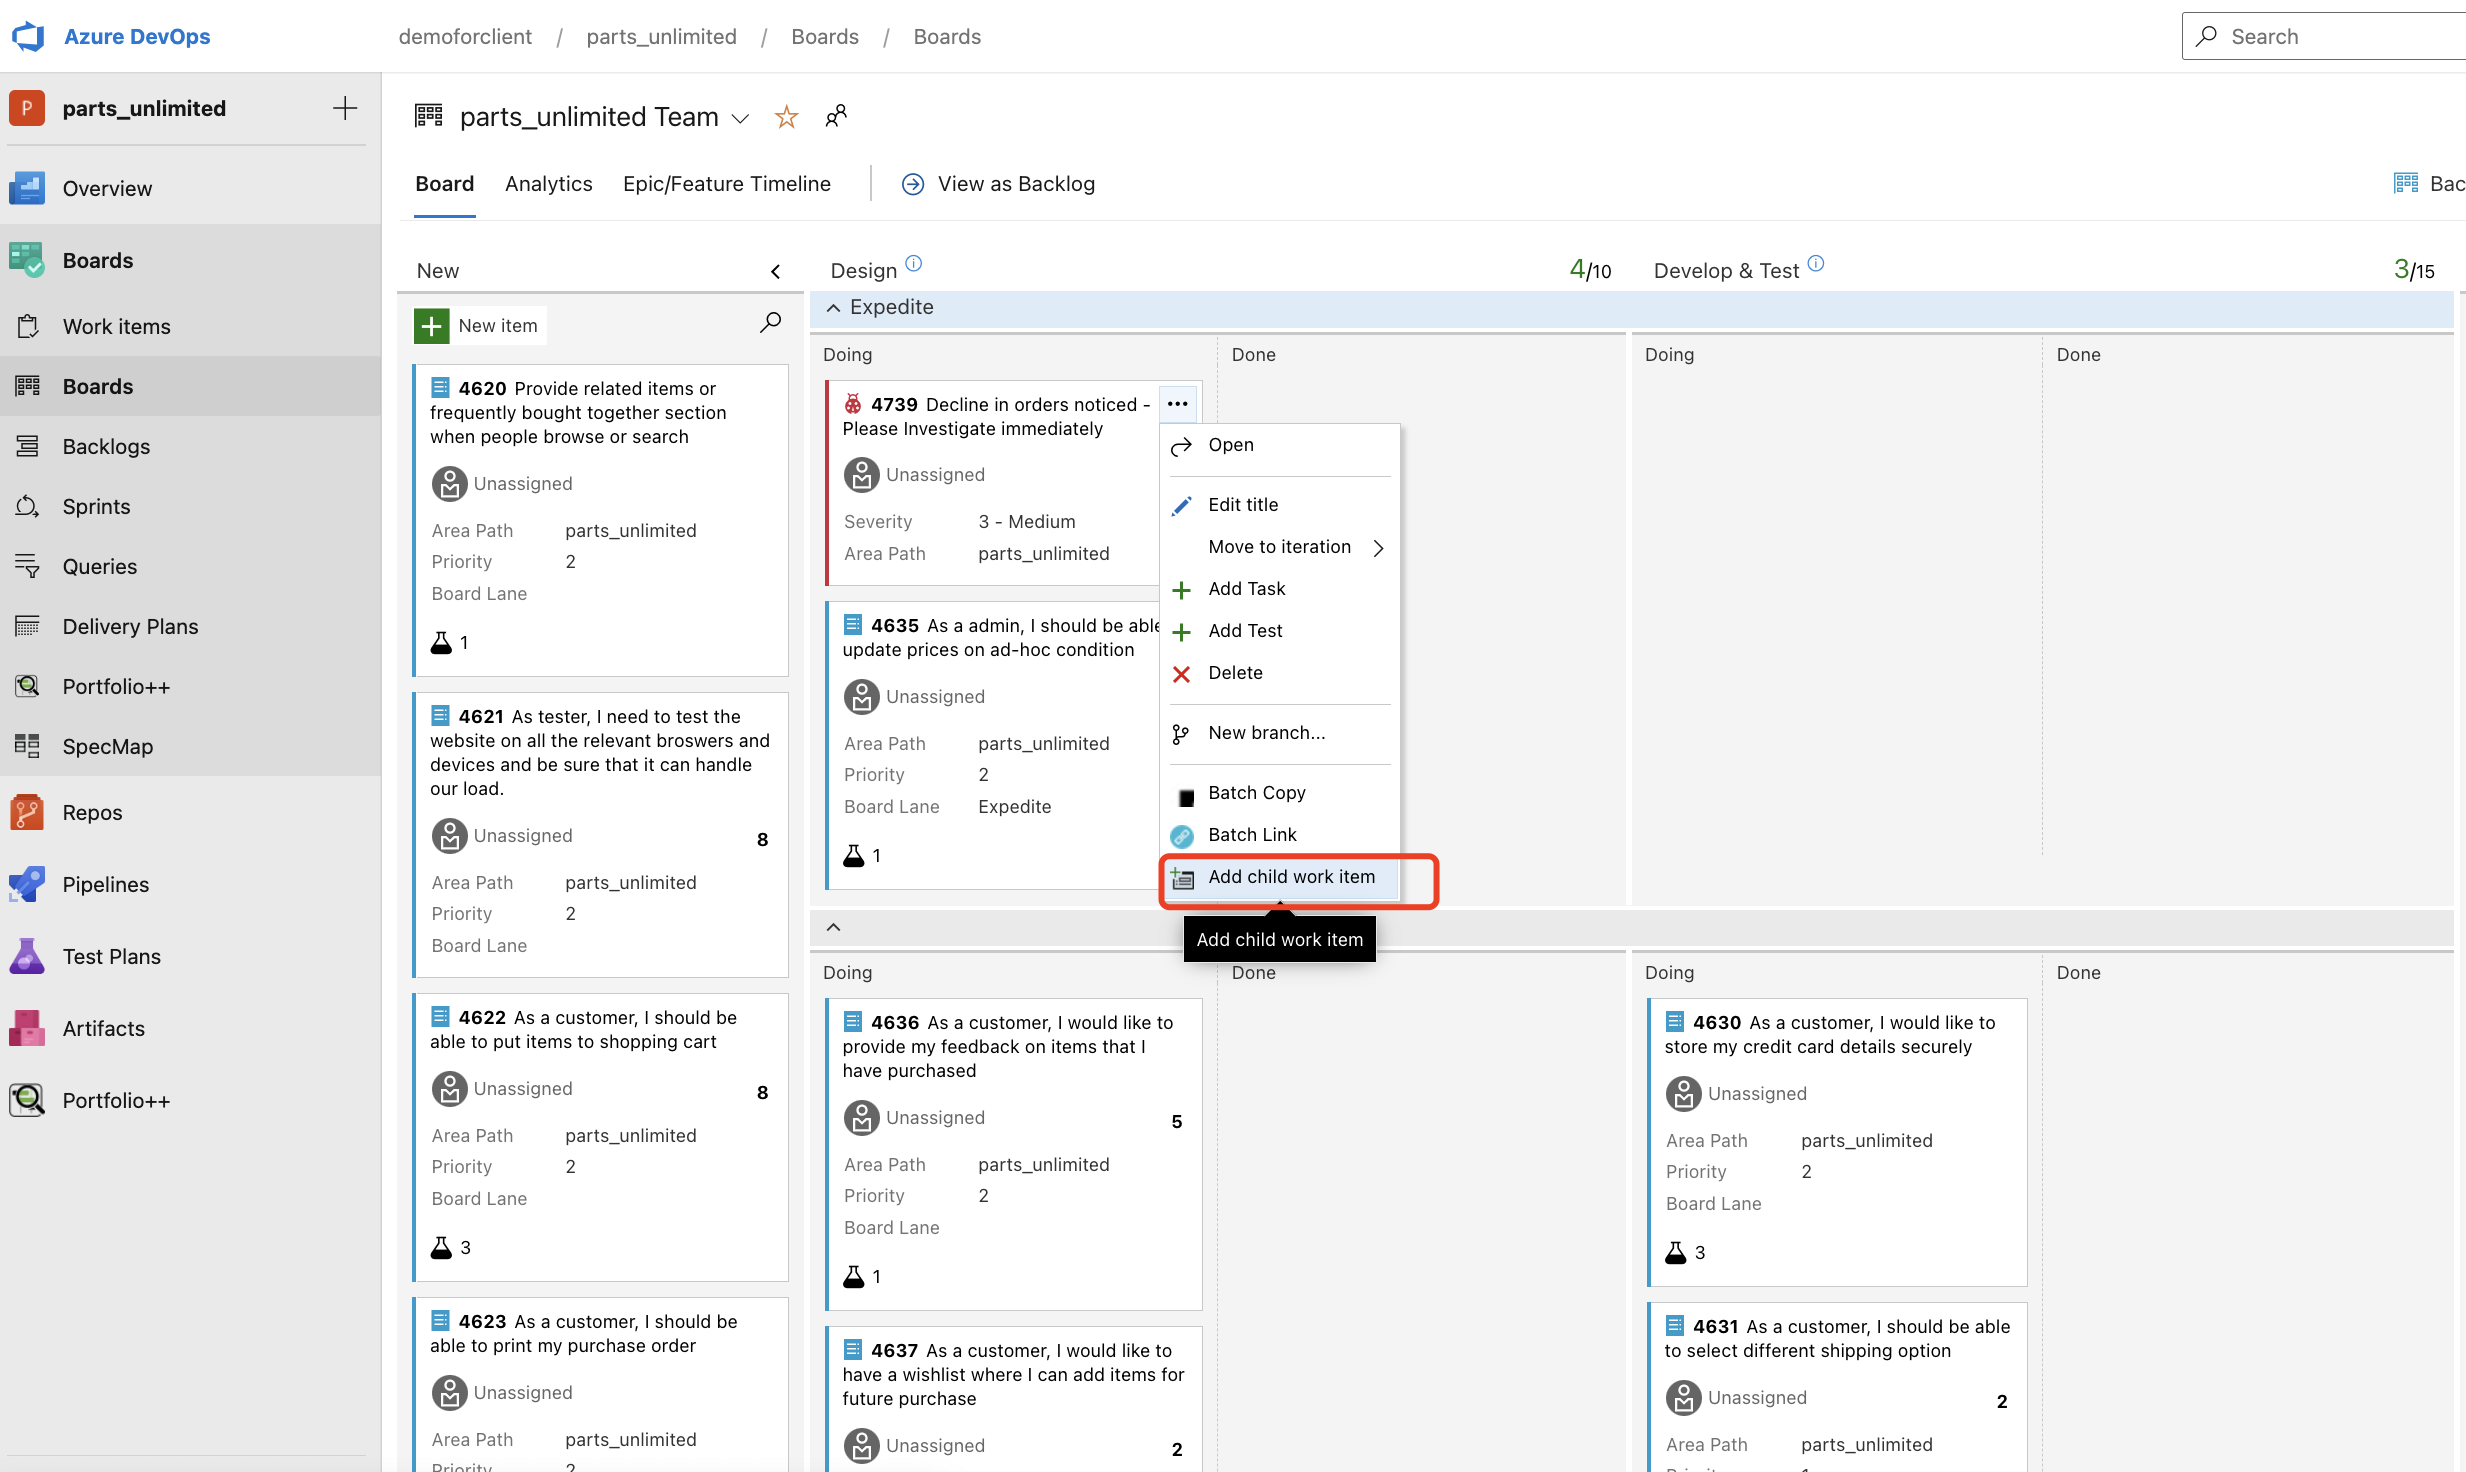 Azure DevOps
demoforclient / parts_unlimited / Boards / Boards
Search
P parts_unlimited
Overview
Boards
Work items
Boards
Backlogs
Sprints
Queries
Delivery Plans
Portfolio++
SpecMap
Repos
Pipelines
Test Plans
Artifacts
Portfolio++
parts_unlimited Team
Board Analytics Epic/Feature Timeline View as Backlog
Bac
New
New item
4620 Provide related items or
frequently bought together section
when people browse or search
Unassigned
Area Path parts_unlimited
Priority 2
Board Lane
1
4621 As tester, I need to test the
website on all the relevant broswers and
devices and be sure that it can handle
our load.
Unassigned 8
Area Path parts_unlimited
Priority 2
Board Lane
4622 As a customer, I should be
able to put items to shopping cart
Unassigned 8
Area Path parts_unlimited
Priority 2
Board Lane
3
4623 As a customer, I should be
able to print my purchase order
Unassigned
Area Path parts_unlimited
Priority 2
Design 4/10
Develop & Test 3/15
Expedite
Doing Done
4739 Decline in orders noticed -
Please Investigate immediately
Unassigned
Severity 3 - Medium
Area Path parts_unlimited
4635 As a admin, I should be able
update prices on ad-hoc condition
Unassigned
Area Path parts_unlimited
Priority 2
Board Lane Expedite
1
Open
Edit title
Move to iteration
Add Task
Add Test
Delete
New branch...
Batch Copy
Batch Link
Add child work item
Add child work item
Doing Done
Doing Done
4636 As a customer, I would like to
provide my feedback on items that I
have purchased
Unassigned 5
Area Path parts_unlimited
Priority 2
Board Lane
1
4637 As a customer, I would like to
have a wishlist where I can add items for
future purchase
Unassigned 2
Doing Done
4630 As a customer, I would like to
store my credit card details securely
Unassigned
Area Path parts_unlimited
Priority 2
Board Lane
3
4631 As a customer, I should be able
to select different shipping option
Unassigned 2
Area Path parts_unlimited